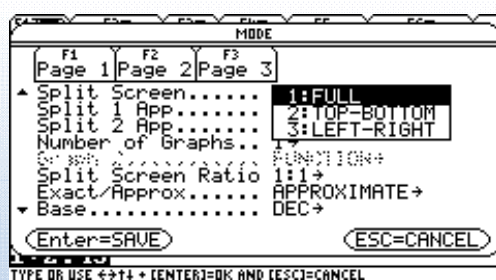 MODE
F1 F2 F3
Page 1 Page 2 Page 3
Split Screen...... 1:FULL
Split 1 App....... 2:TOP-BOTTOM
Split 2 App....... 3:LEFT-RIGHT
Number of Graphs.. 1→
FUNCTION→
Split Screen Ratio 1:1→
Exact/Approx...... APPROXIMATE→
Base.............. DEC→
Enter=SAVE ESC=CANCEL
TYPE OR USE ←→↑↓ + [ENTER]=OK AND [ESC]=CANCEL